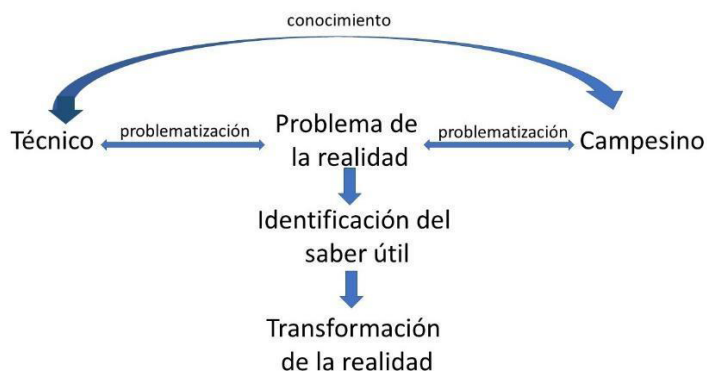 conocimiento
Técnico
problematización
Problema de
la realidad
problematización
Campesino
Identificación del
saber útil
Transformación
de la realidad